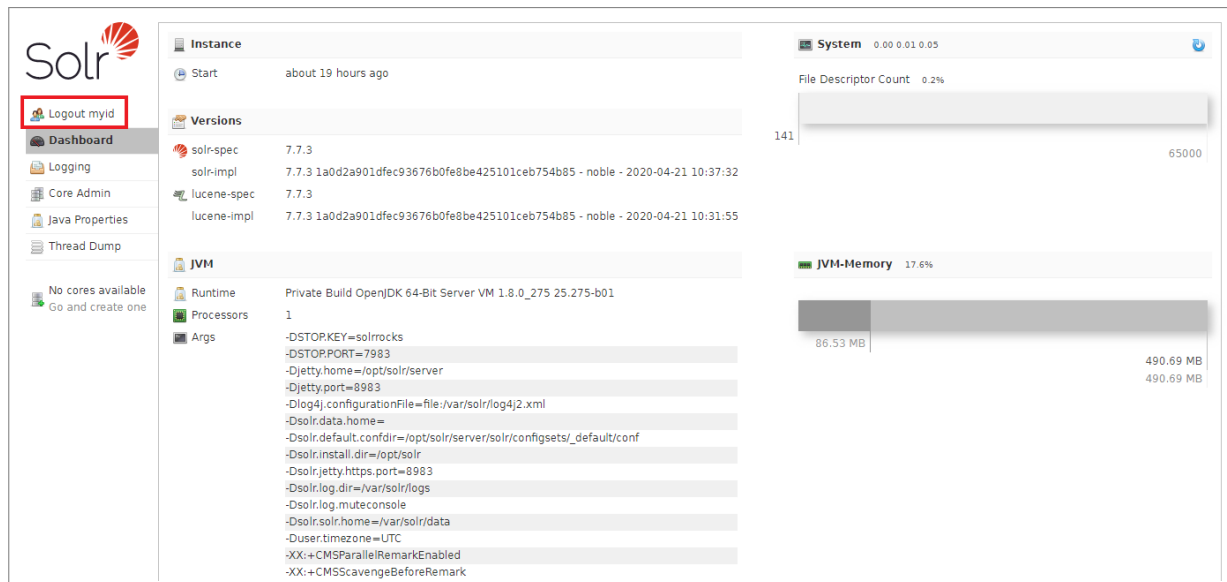 Solr
Logout myid
Dashboard
Logging
Core Admin
Java Properties
Thread Dump
No cores available
Go and create one
Instance
Start about 19 hours ago
Versions
solr-spec 7.7.3
solr-impl 7.7.3 1a0d2a901dfec93676b0fe8be425101ceb754b85 - noble - 2020-04-21 10:37:32
lucene-spec 7.7.3
lucene-impl 7.7.3 1a0d2a901dfec93676b0fe8be425101ceb754b85 - noble - 2020-04-21 10:31:55
JVM
Runtime Private Build OpenJDK 64-Bit Server VM 1.8.0_275 25.275-b01
Processors 1
Args -DSTOP.KEY=solrrocks
-DSTOP.PORT=7983
-Djetty.home=/opt/solr/server
-Djetty.port=8983
-Dlog4j.configurationFile=file:/var/solr/log4j2.xml
-Dsolr.data.home=
-Dsolr.default.confdir=/opt/solr/server/solr/configsets/_default/conf
-Dsolr.install.dir=/opt/solr
-Dsolr.jetty.https.port=8983
-Dsolr.log.dir=/var/solr/logs
-Dsolr.log.muteconsole
-Dsolr.solr.home=/var/solr/data
-Duser.timezone=UTC
-XX:+CMSParallelRemarkEnabled
-XX:+CMSScavengeBeforeRemark
System 0.00 0.01 0.05
File Descriptor Count 0.2%
141
65000
JVM-Memory 17.6%
86.53 MB
490.69 MB
490.69 MB